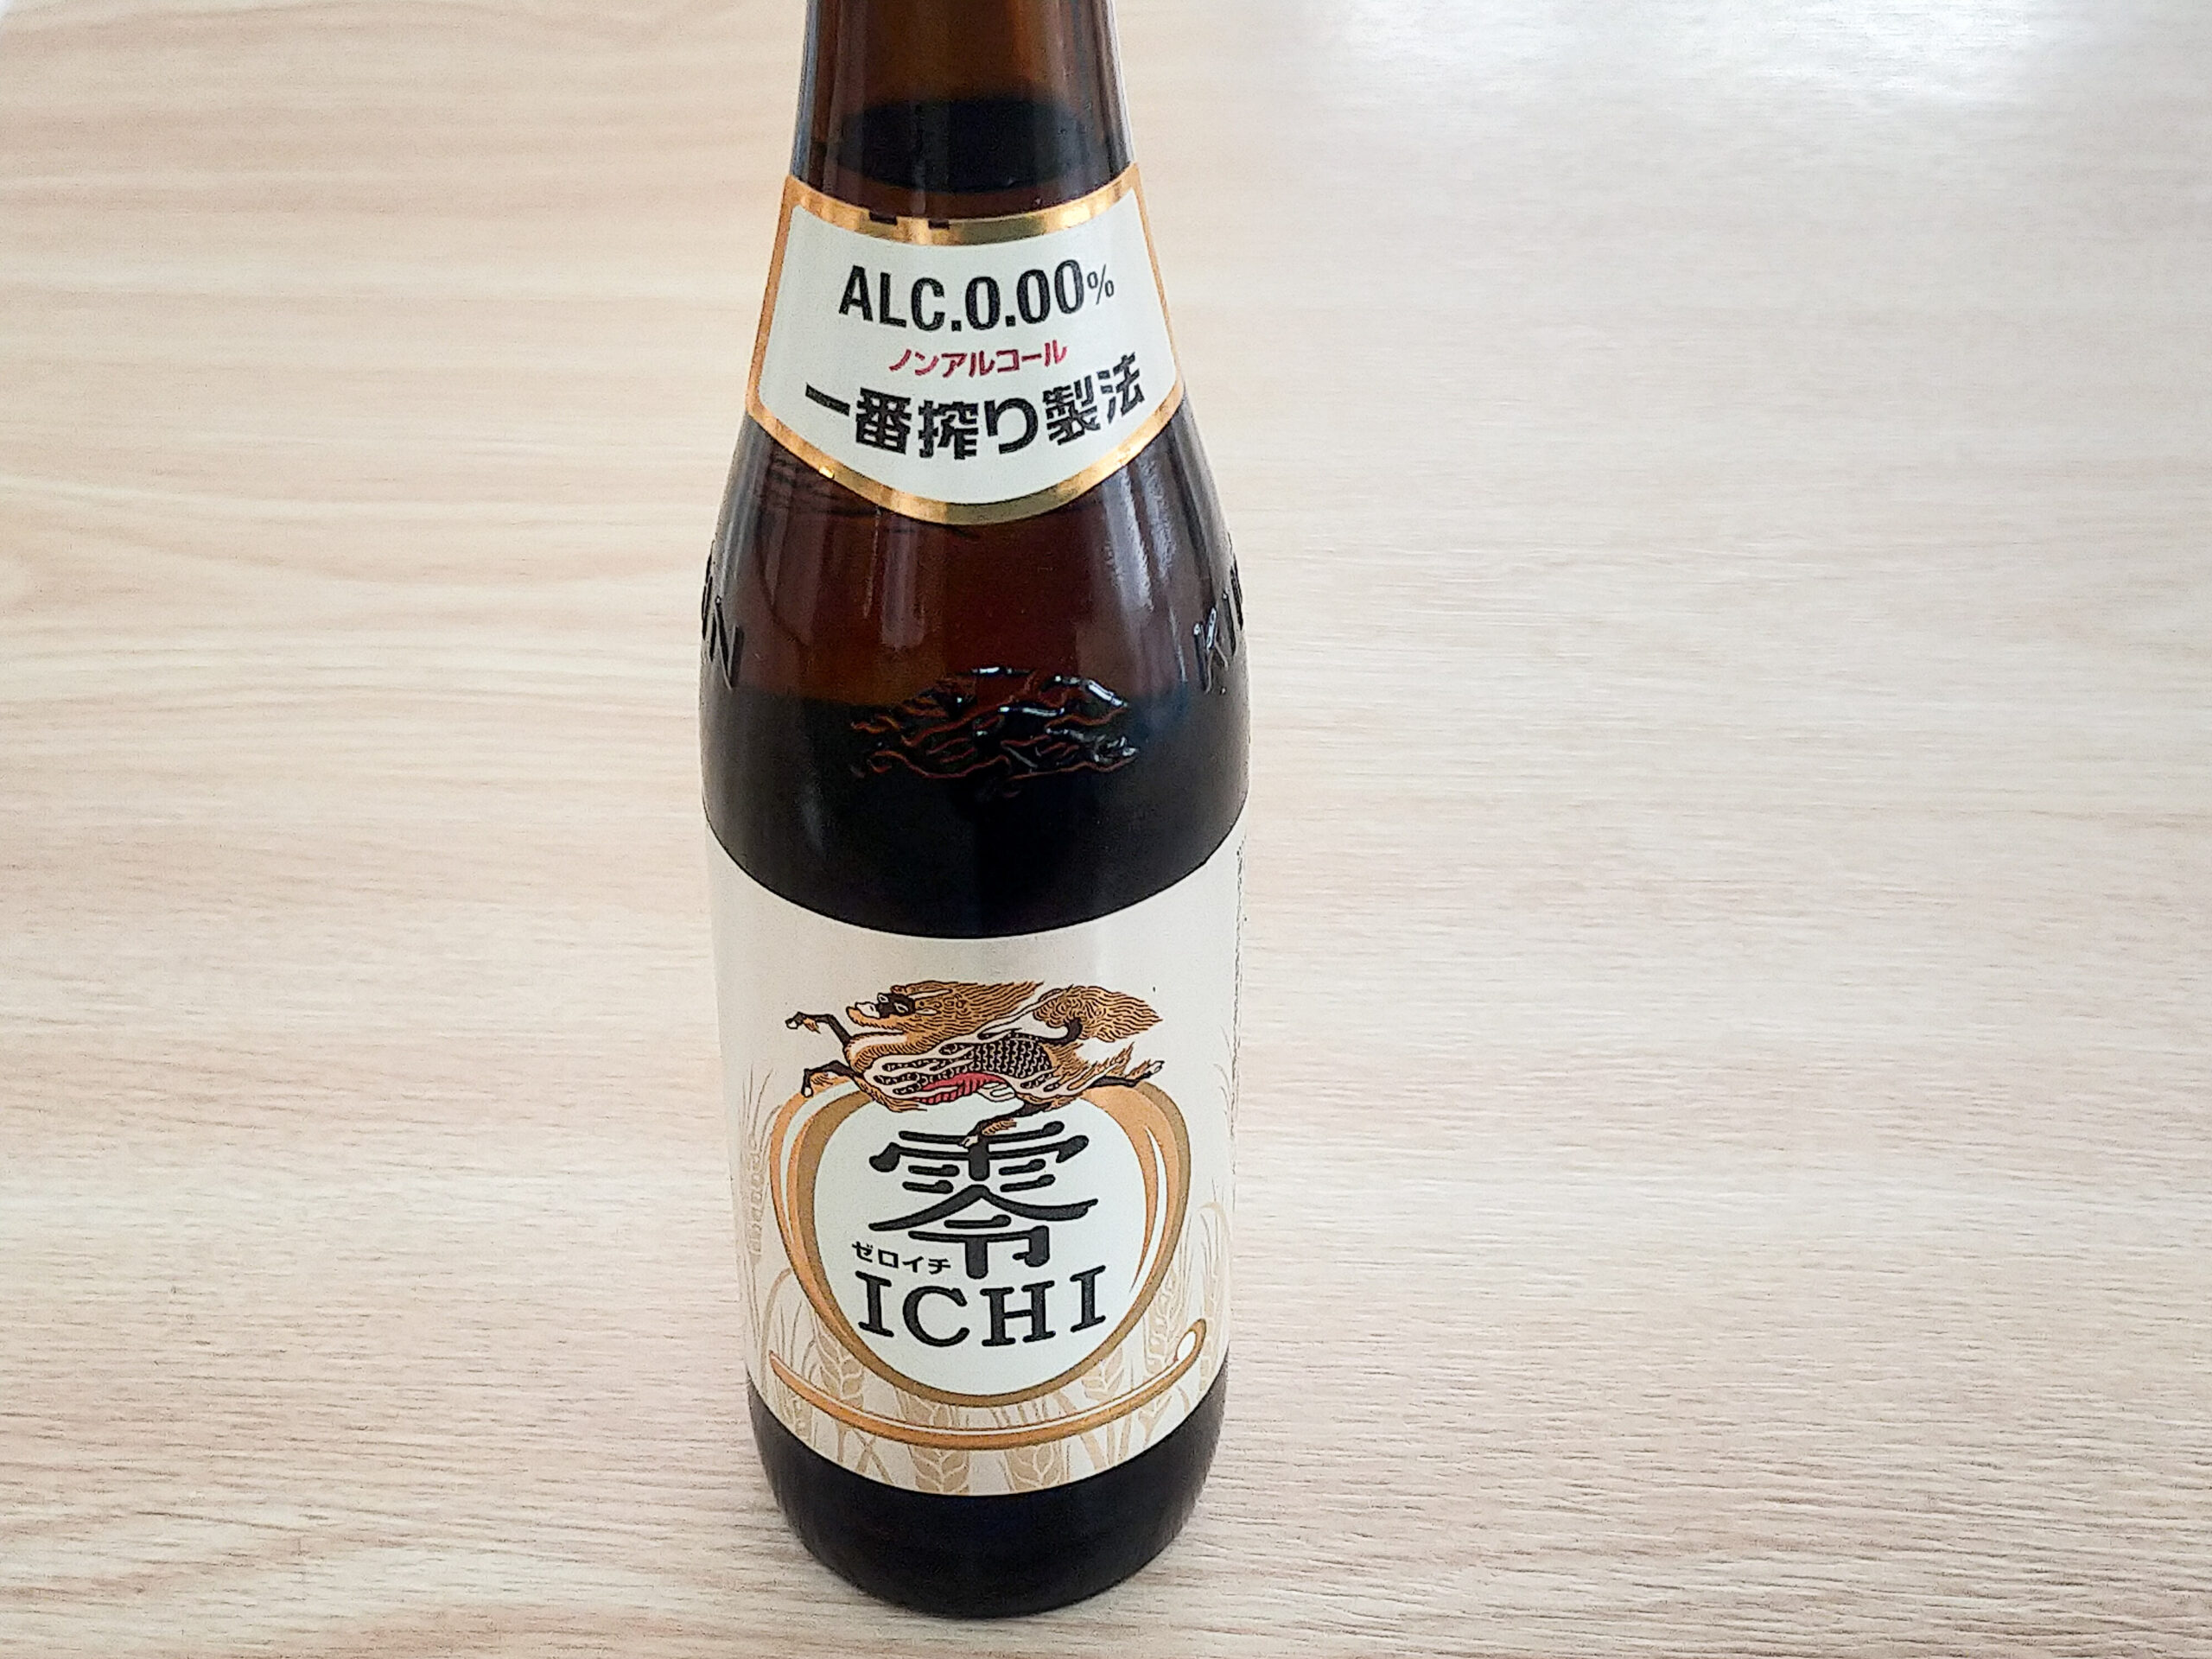 ALC.0.00%
ノンアルコール
一番搾り製法
零
ゼロイチ
ICHI